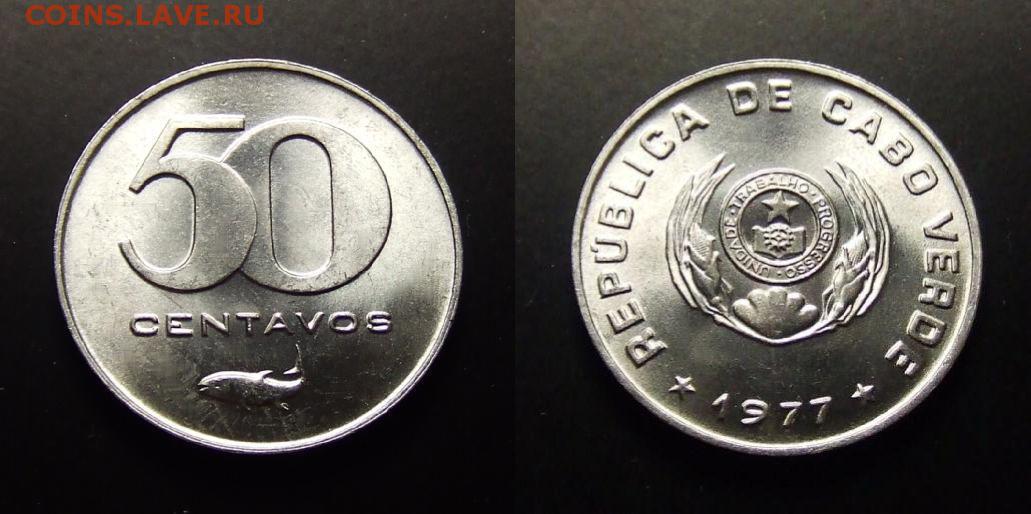 COINS.LAVE.RU
50
CENTAVOS
REPÚBLICA DE CABO VERDE
UNIDADE · TRABALHO · PROGRESSO
1977